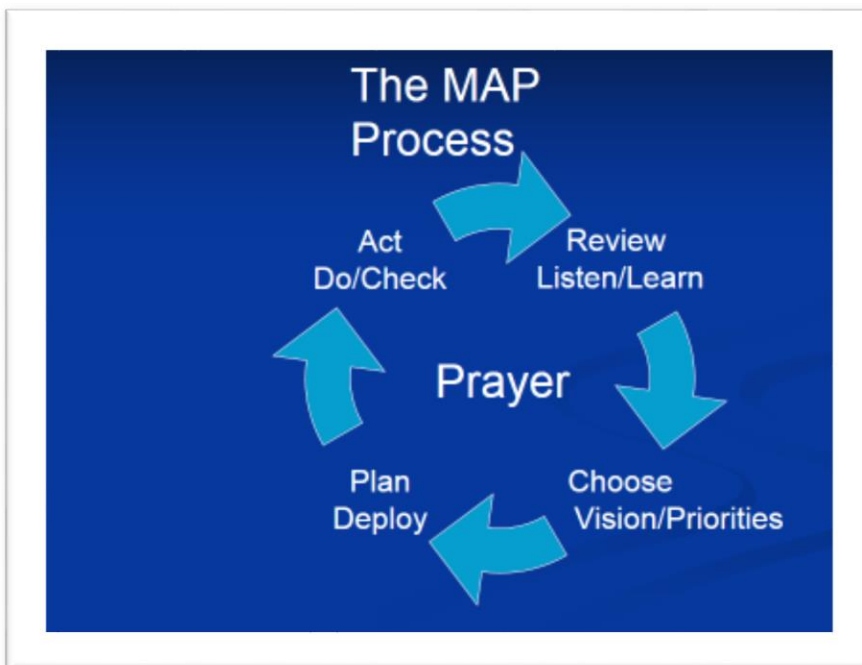 The MAP
Process
Act
Do/Check
Review
Listen/Learn
Prayer
Plan
Deploy
Choose
Vision/Priorities